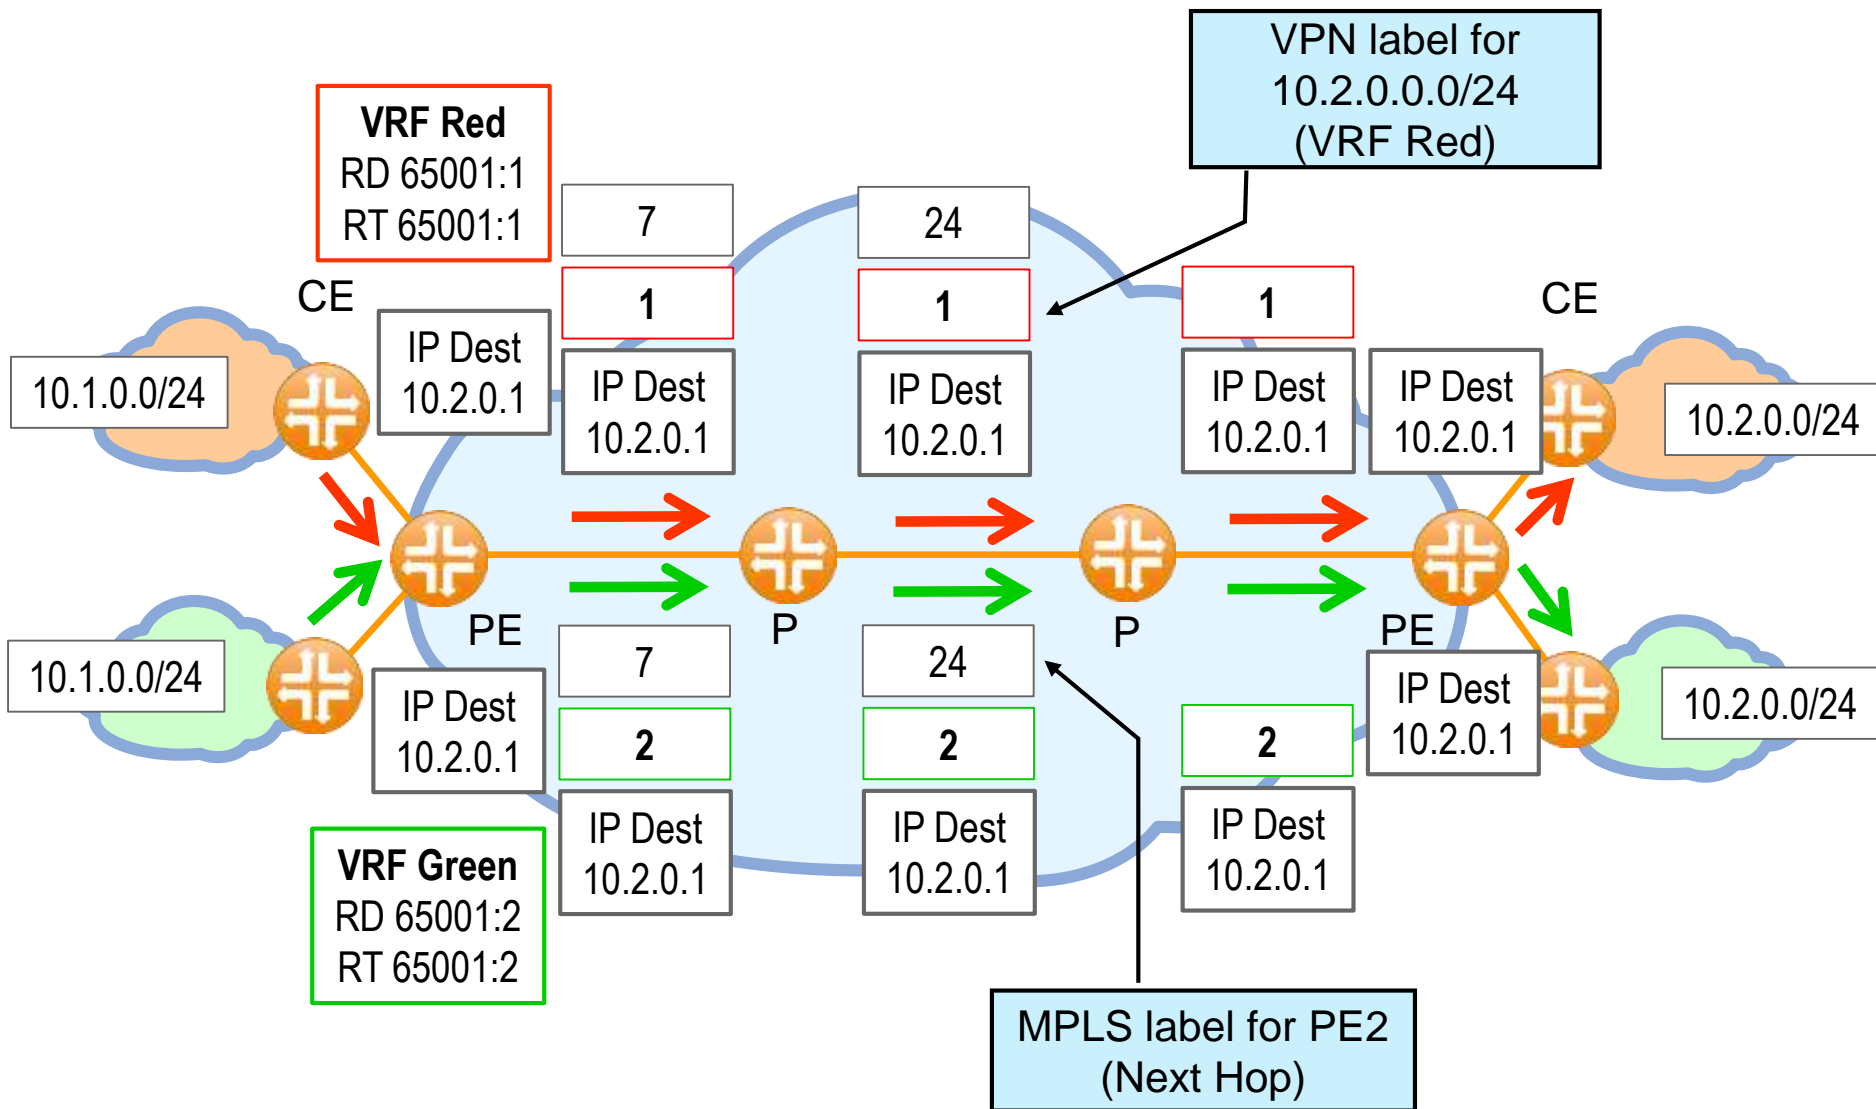 VPN label for
10.2.0.0.0/24
(VRF Red)
VRF Red
RD 65001:1
RT 65001:1
7
24
1
1
1
CE
CE
IP Dest
10.2.0.1
IP Dest
10.2.0.1
IP Dest
10.2.0.1
IP Dest
10.2.0.1
IP Dest
10.2.0.1
10.1.0.0/24
10.2.0.0/24
PE
P
P
PE
7
24
10.1.0.0/24
10.2.0.0/24
IP Dest
10.2.0.1
IP Dest
10.2.0.1
2
2
2
IP Dest
10.2.0.1
IP Dest
10.2.0.1
IP Dest
10.2.0.1
VRF Green
RD 65001:2
RT 65001:2
MPLS label for PE2
(Next Hop)